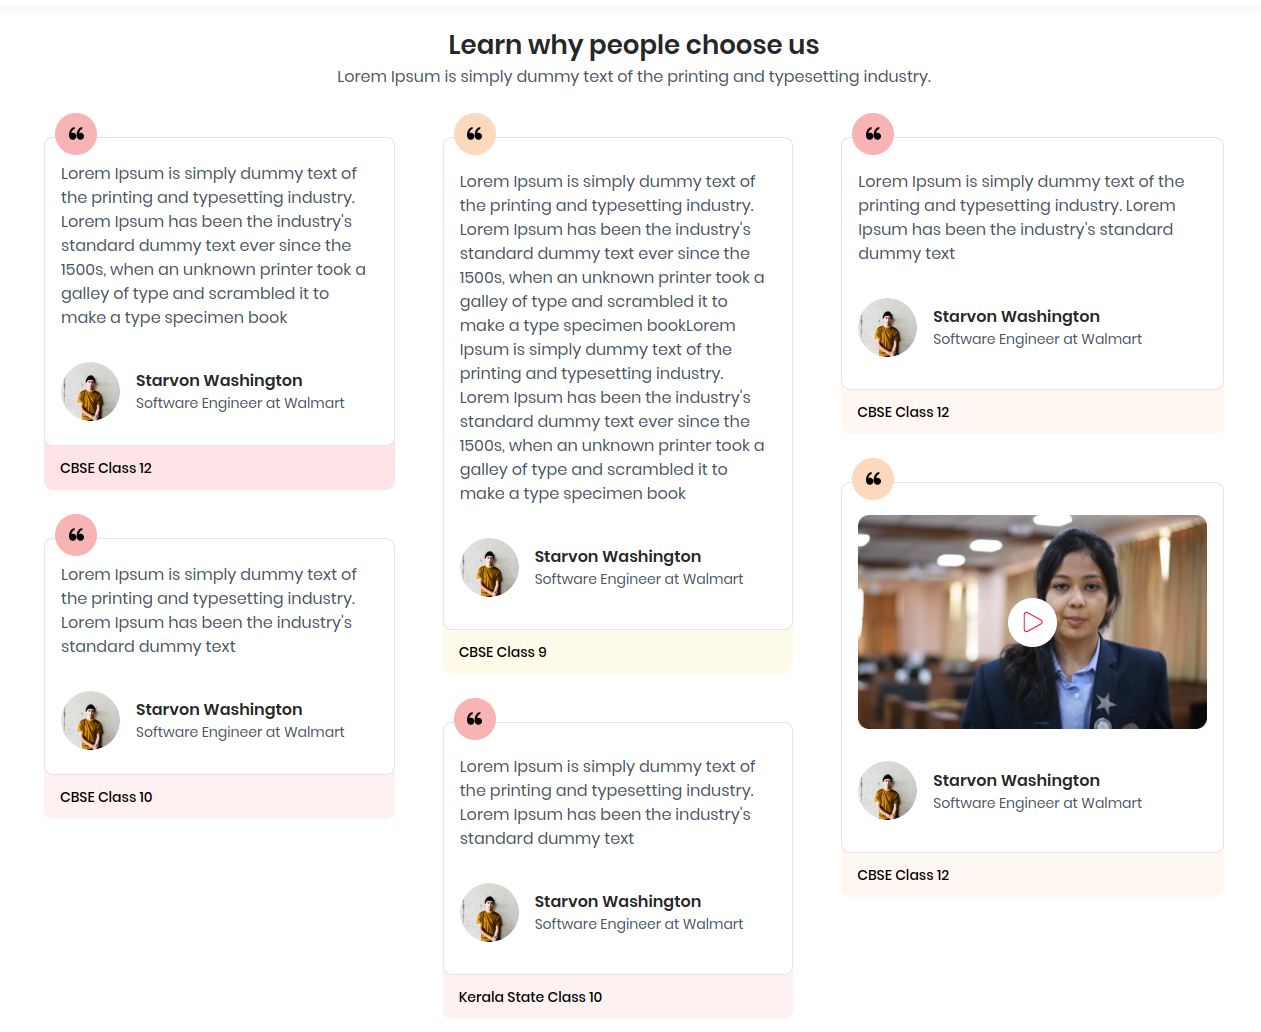 Learn why people choose us
Lorem Ipsum is simply dummy text of the printing and typesetting industry.
❝
Lorem Ipsum is simply dummy text of
the printing and typesetting industry.
Lorem Ipsum has been the industry's
standard dummy text ever since the
1500s, when an unknown printer took a
galley of type and scrambled it to
make a type specimen book
Starvon Washington
Software Engineer at Walmart
CBSE Class 12
❝
Lorem Ipsum is simply dummy text of
the printing and typesetting industry.
Lorem Ipsum has been the industry's
standard dummy text
Starvon Washington
Software Engineer at Walmart
CBSE Class 10
❝
Lorem Ipsum is simply dummy text of
the printing and typesetting industry.
Lorem Ipsum has been the industry's
standard dummy text ever since the
1500s, when an unknown printer took a
galley of type and scrambled it to
make a type specimen bookLorem
Ipsum is simply dummy text of the
printing and typesetting industry.
Lorem Ipsum has been the industry's
standard dummy text ever since the
1500s, when an unknown printer took a
galley of type and scrambled it to
make a type specimen book
Starvon Washington
Software Engineer at Walmart
CBSE Class 9
❝
Lorem Ipsum is simply dummy text of
the printing and typesetting industry.
Lorem Ipsum has been the industry's
standard dummy text
Starvon Washington
Software Engineer at Walmart
Kerala State Class 10
❝
Lorem Ipsum is simply dummy text of the
printing and typesetting industry. Lorem
Ipsum has been the industry's standard
dummy text
Starvon Washington
Software Engineer at Walmart
CBSE Class 12
❝
Starvon Washington
Software Engineer at Walmart
CBSE Class 12